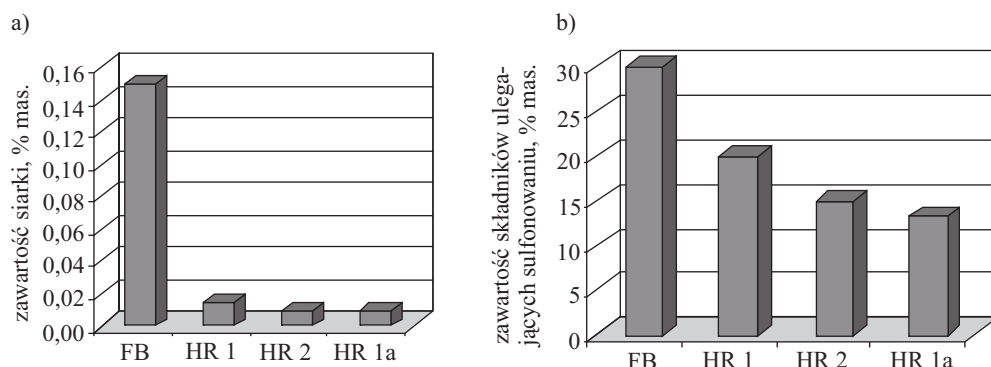 a)
zawartość siarki, % mas.
0,16
0,14
0,12
0,10
0,08
0,06
0,04
0,02
0,00
FB HR 1 HR 2 HR 1a
b)
zawartość składników ulega-
jących sulfonowaniu, % mas.
30
25
20
15
10
5
0
FB HR 1 HR 2 HR 1a